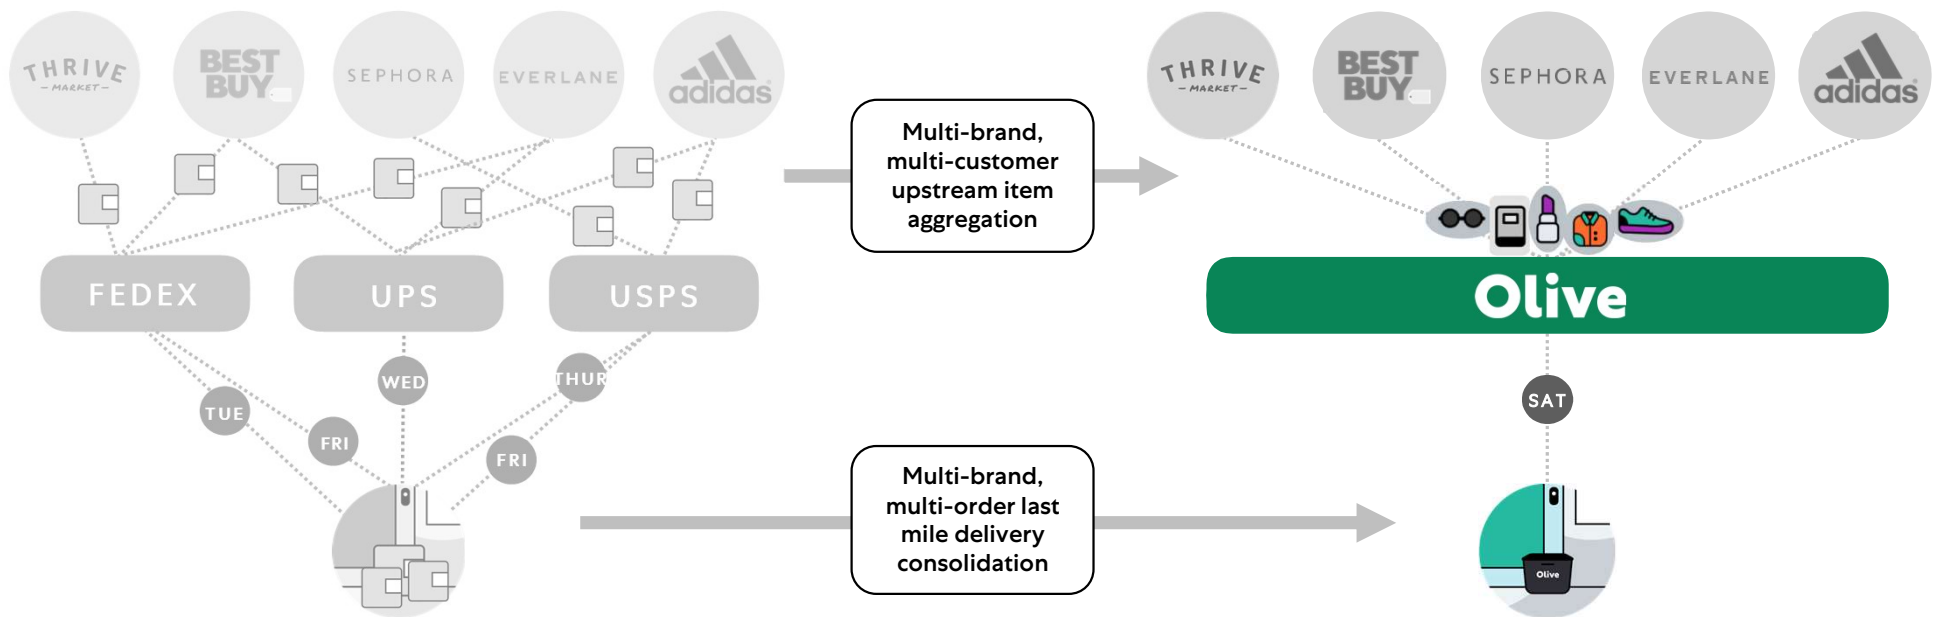 THRIVE
- MARKET -
BEST
BUY
SEPHORA
EVERLANE
adidas®
FEDEX
UPS
USPS
TUE
FRI
WED
THUR
FRI
Multi-brand,
multi-customer
upstream item
aggregation
Multi-brand,
multi-order last
mile delivery
consolidation
THRIVE
- MARKET -
BEST
BUY
SEPHORA
EVERLANE
adidas®
Olive
SAT
Olive